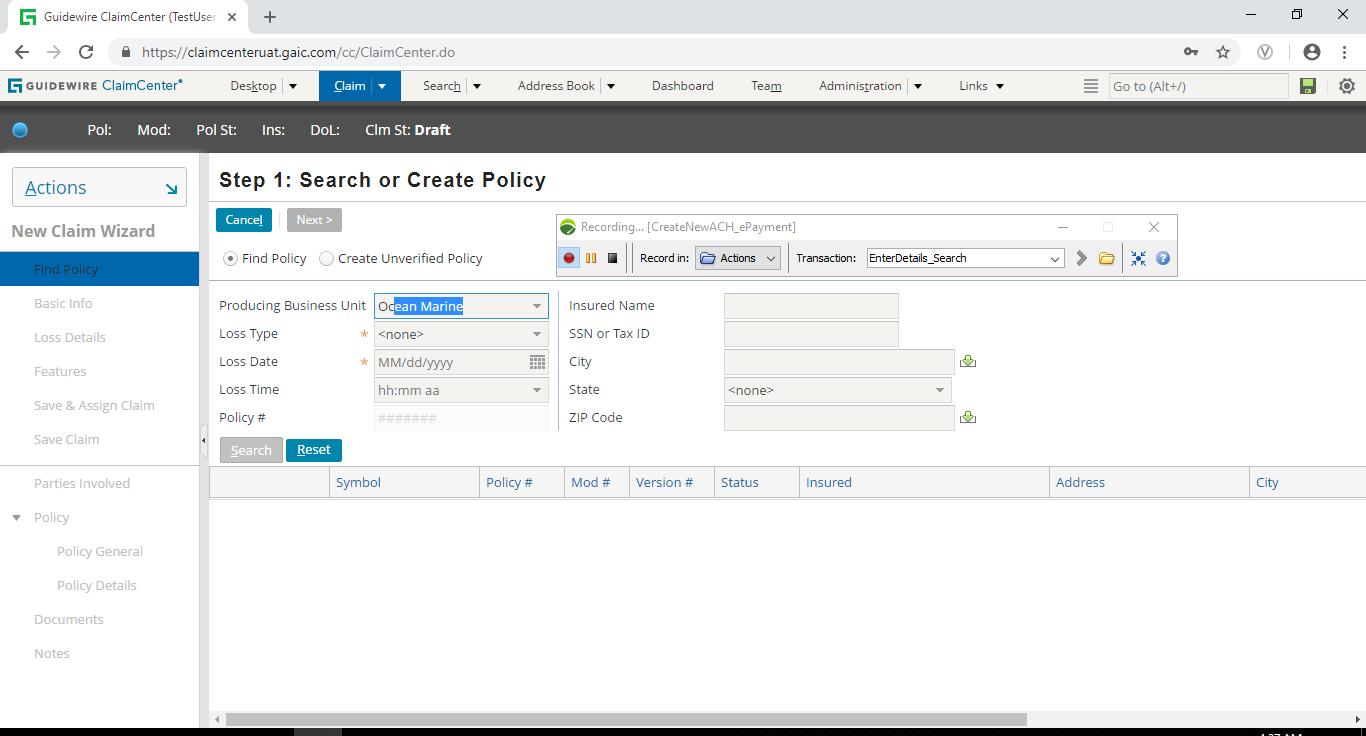 Guidewire ClaimCenter (TestUser
https://claimcenteruat.gaic.com/cc/ClaimCenter.do
GUIDEWIRE ClaimCenter Desktop Claim Search Address Book Dashboard Team Administration Links Go to (Alt+/)
Pol: Mod: Pol St: Ins: DoL: Clm St: Draft
Actions
New Claim Wizard
Find Policy
Basic Info
Loss Details
Features
Save & Assign Claim
Save Claim
Parties Involved
Policy
Policy General
Policy Details
Documents
Notes
Step 1: Search or Create Policy
Cancel Next >
Recording... [CreateNewACH_ePayment]
Record in: Actions Transaction: EnterDetails_Search
Find Policy Create Unverified Policy
Producing Business Unit Ocean Marine Insured Name
Loss Type * <none> SSN or Tax ID
Loss Date * MM/dd/yyyy City
Loss Time hh:mm aa State <none>
Policy # ####### ZIP Code
Search Reset
Symbol Policy # Mod # Version # Status Insured Address City